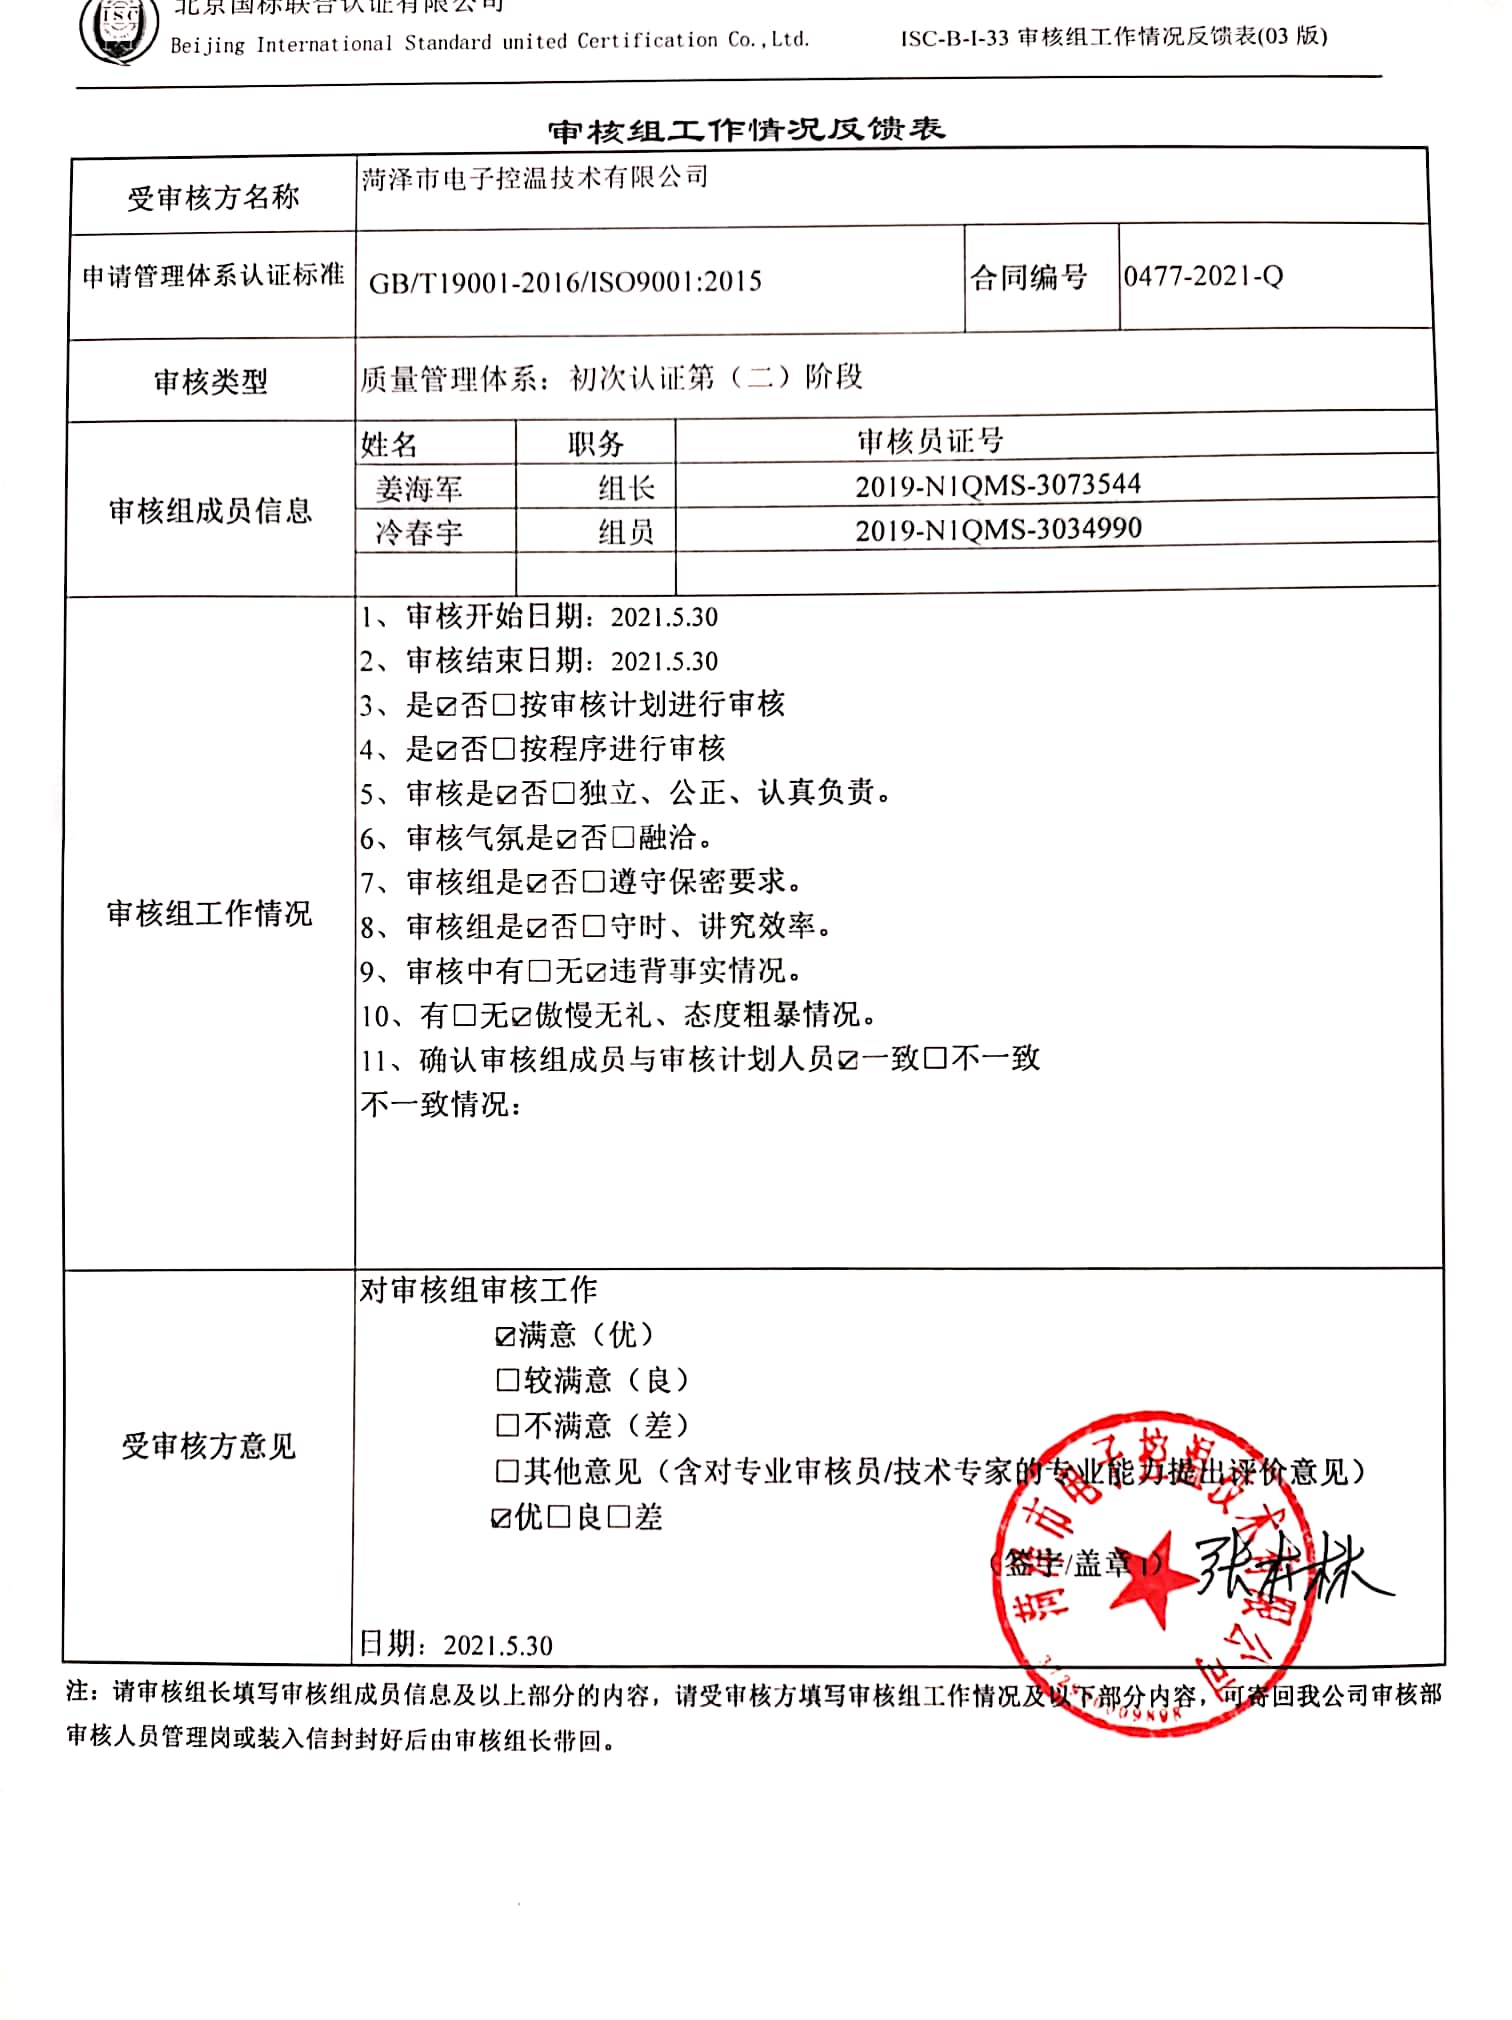 北京国标联合认证有限公司
Beijing International Standard united Certification Co.,Ltd.
ISC-B-I-33 审核组工作情况反馈表(03 版)
ISC
审核组工作情况反馈表
受审核方名称 菏泽市电子控温技术有限公司
申请管理体系认证标准 GB/T19001-2016/ISO9001:2015 合同编号 0477-2021-Q
审核类型 质量管理体系：初次认证第（二）阶段
审核组成员信息
姓名 职务 审核员证号
姜海军 组长 2019-N1QMS-3073544
冷春宇 组员 2019-N1QMS-3034990
审核组工作情况
1、审核开始日期：2021.5.30
2、审核结束日期：2021.5.30
3、是☑否□按审核计划进行审核
4、是☑否□按程序进行审核
5、审核是☑否□独立、公正、认真负责。
6、审核气氛是☑否□融洽。
7、审核组是☑否□遵守保密要求。
8、审核组是☑否□守时、讲究效率。
9、审核中有□无☑违背事实情况。
10、有□无☑傲慢无礼、态度粗暴情况。
11、确认审核组成员与审核计划人员☑一致□不一致
不一致情况：
受审核方意见
对审核组审核工作
☑满意（优）
□较满意（良）
□不满意（差）
□其他意见（含对专业审核员/技术专家的专业能力提出评价意见）
☑优□良□差
（签字/盖章）
菏泽市电子控温技术有限公司
日期：2021.5.30
注：请审核组长填写审核组成员信息及以上部分的内容，请受审核方填写审核组工作情况及以下部分内容，可寄回我公司审核部
审核人员管理岗或装入信封封好后由审核组长带回。